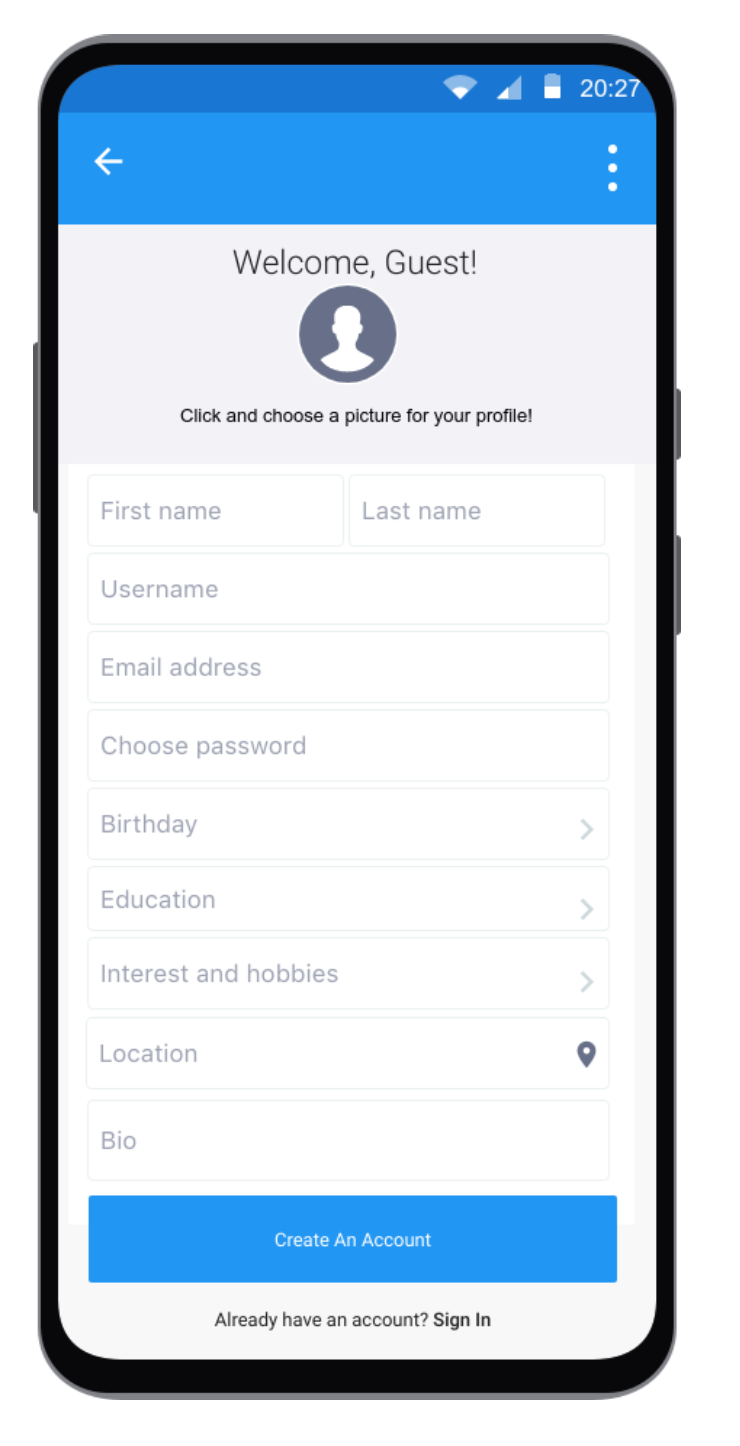 20:27
Welcome, Guest!
Click and choose a picture for your profile!
First name Last name
Username
Email address
Choose password
Birthday
Education
Interest and hobbies
Location
Bio
Create An Account
Already have an account? Sign In